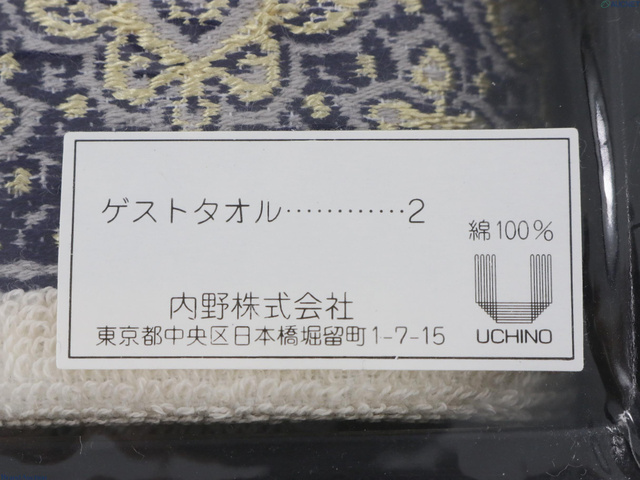 ゲストタオル…………2
綿100%
内野株式会社
東京都中央区日本橋堀留町1-7-15
UCHINO